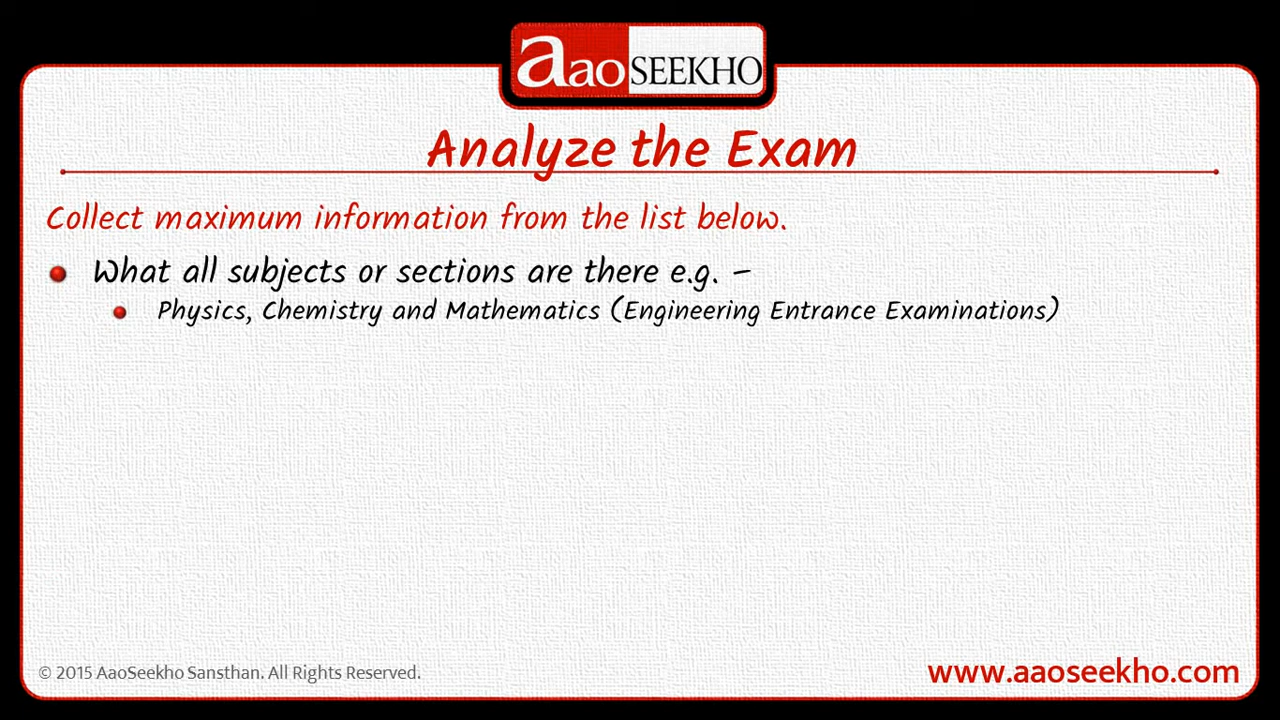 aaoSEEKHO
Analyze the Exam
Collect maximum information from the list below.
What all subjects or sections are there e.g. –
Physics, Chemistry and Mathematics (Engineering Entrance Examinations)
© 2015 AaoSeekho Sansthan. All Rights Reserved.
www.aaoseekho.com